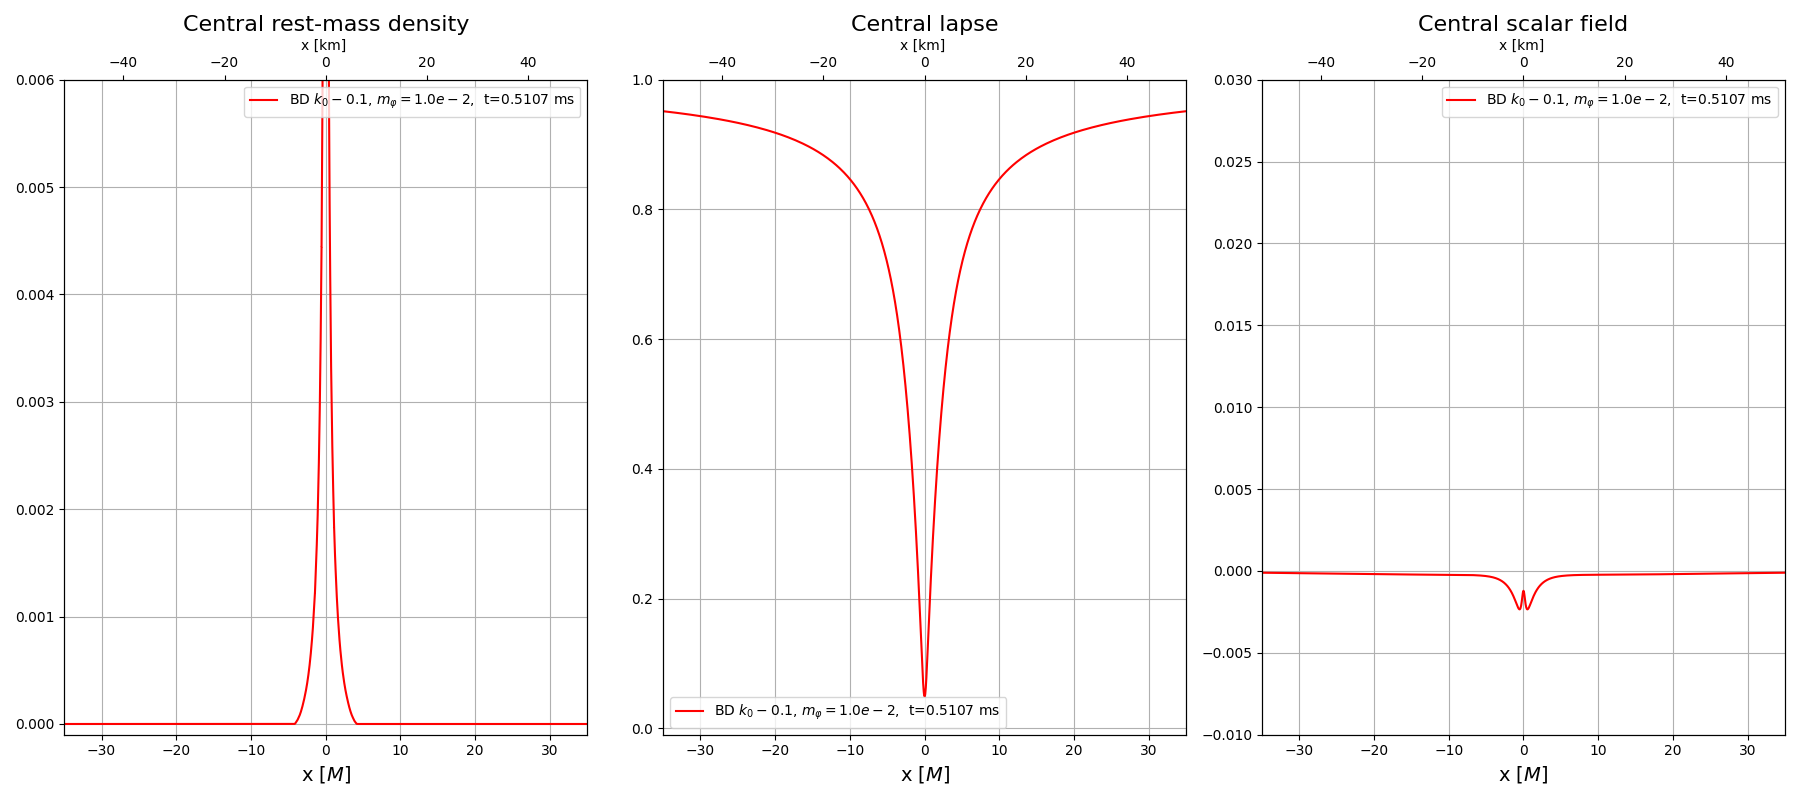 Central rest-mass density
x [km]
−40 −20 0 20 40
0.006
0.005
0.004
0.003
0.002
0.001
0.000
BD k₀ − 0.1, mᵩ = 1.0e − 2, t=0.5107 ms
−30 −20 −10 0 10 20 30
x [M]
Central lapse
x [km]
−40 −20 0 20 40
1.0
0.8
0.6
0.4
0.2
0.0
BD k₀ − 0.1, mᵩ = 1.0e − 2, t=0.5107 ms
−30 −20 −10 0 10 20 30
x [M]
Central scalar field
x [km]
−40 −20 0 20 40
0.030
0.025
0.020
0.015
0.010
0.005
0.000
−0.005
−0.010
BD k₀ − 0.1, mᵩ = 1.0e − 2, t=0.5107 ms
−30 −20 −10 0 10 20 30
x [M]